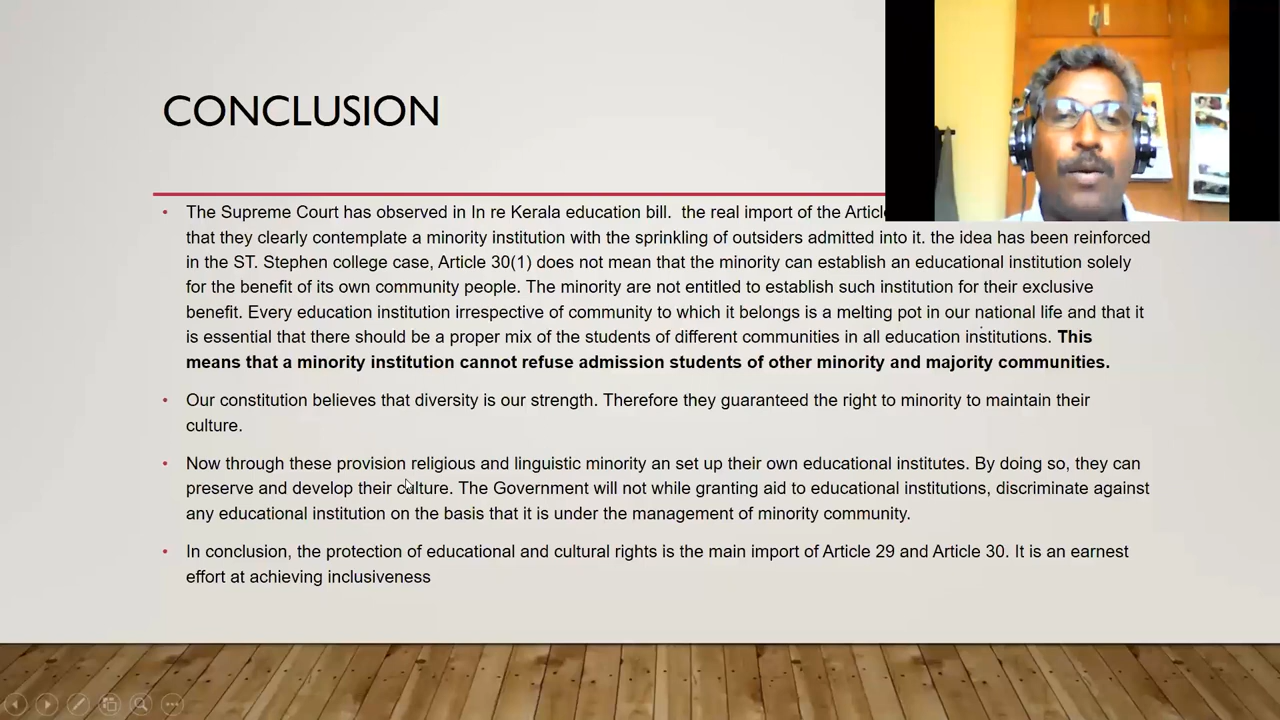 CONCLUSION
• The Supreme Court has observed in In re Kerala education bill. the real import of the
that they clearly contemplate a minority institution with the sprinkling of outsiders admitted into it. the idea has been reinforced
in the ST. Stephen college case, Article 30(1) does not mean that the minority can establish an educational institution solely
for the benefit of its own community people. The minority are not entitled to establish such institution for their exclusive
benefit. Every education institution irrespective of community to which it belongs is a melting pot in our national life and that it
is essential that there should be a proper mix of the students of different communities in all education institutions. This
means that a minority institution cannot refuse admission students of other minority and majority communities.
• Our constitution believes that diversity is our strength. Therefore they guaranteed the right to minority to maintain their
culture.
• Now through these provision religious and linguistic minority an set up their own educational institutes. By doing so, they can
preserve and develop their culture. The Government will not while granting aid to educational institutions, discriminate against
any educational institution on the basis that it is under the management of minority community.
• In conclusion, the protection of educational and cultural rights is the main import of Article 29 and Article 30. It is an earnest
effort at achieving inclusiveness